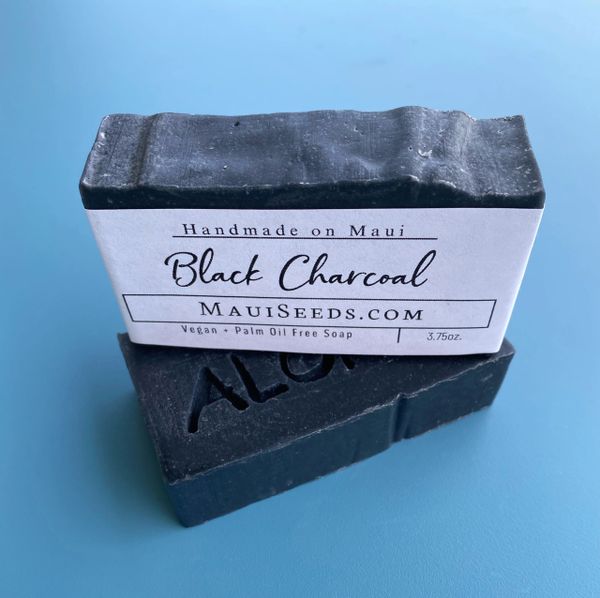 Handmade on Maui
Black Charcoal
MAUISEEDS.COM
Vegan + Palm Oil Free Soap
3.75oz.